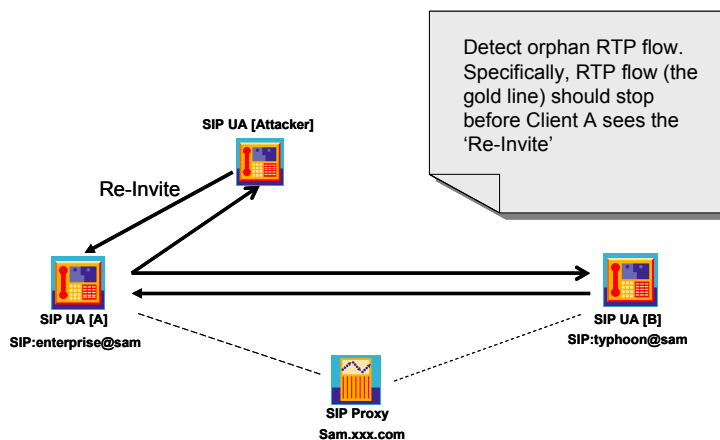 Detect orphan RTP flow.
Specifically, RTP flow (the
gold line) should stop
before Client A sees the
‘Re-Invite’
SIP UA [Attacker]
Re-Invite
SIP UA [A]
SIP:enterprise@sam
SIP UA [B]
SIP:typhoon@sam
SIP Proxy
Sam.xxx.com